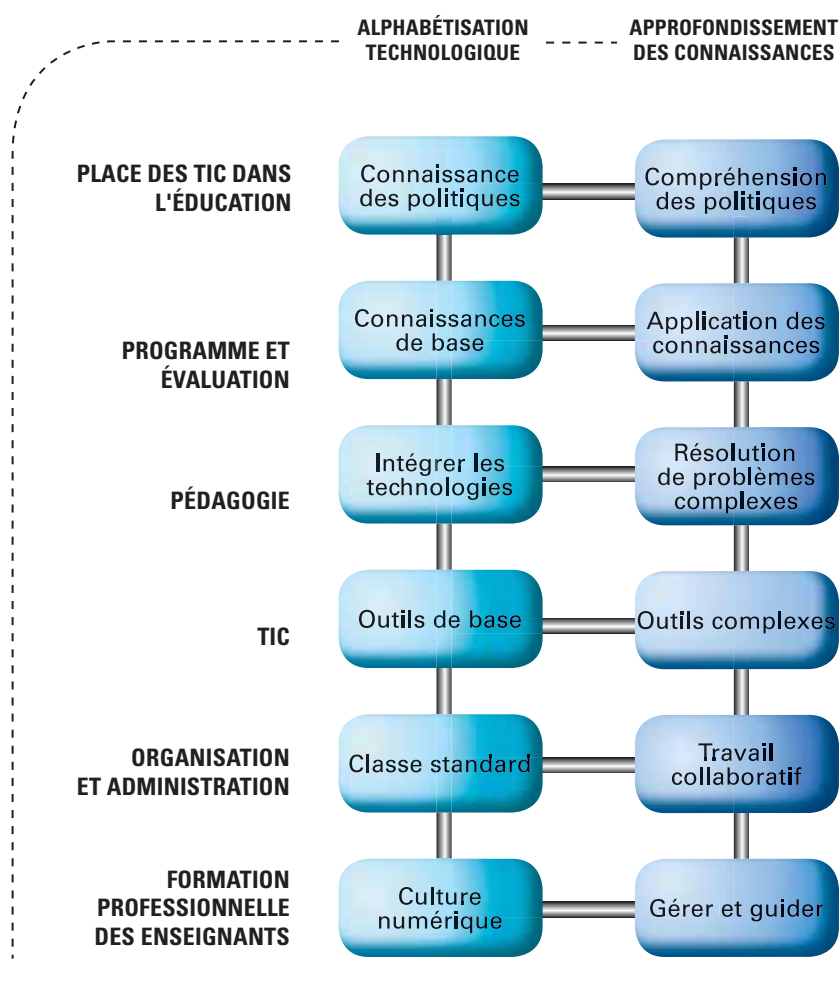 ALPHABÉTISATION
TECHNOLOGIQUE
APPROFONDISSEMENT
DES CONNAISSANCES
PLACE DES TIC DANS
L'ÉDUCATION
Connaissance
des politiques
Compréhension
des politiques
PROGRAMME ET
ÉVALUATION
Connaissances
de base
Application des
connaissances
PÉDAGOGIE
Intégrer les
technologies
Résolution
de problèmes
complexes
TIC
Outils de base
Outils complexes
ORGANISATION
ET ADMINISTRATION
Classe standard
Travail
collaboratif
FORMATION
PROFESSIONNELLE
DES ENSEIGNANTS
Culture
numérique
Gérer et guider